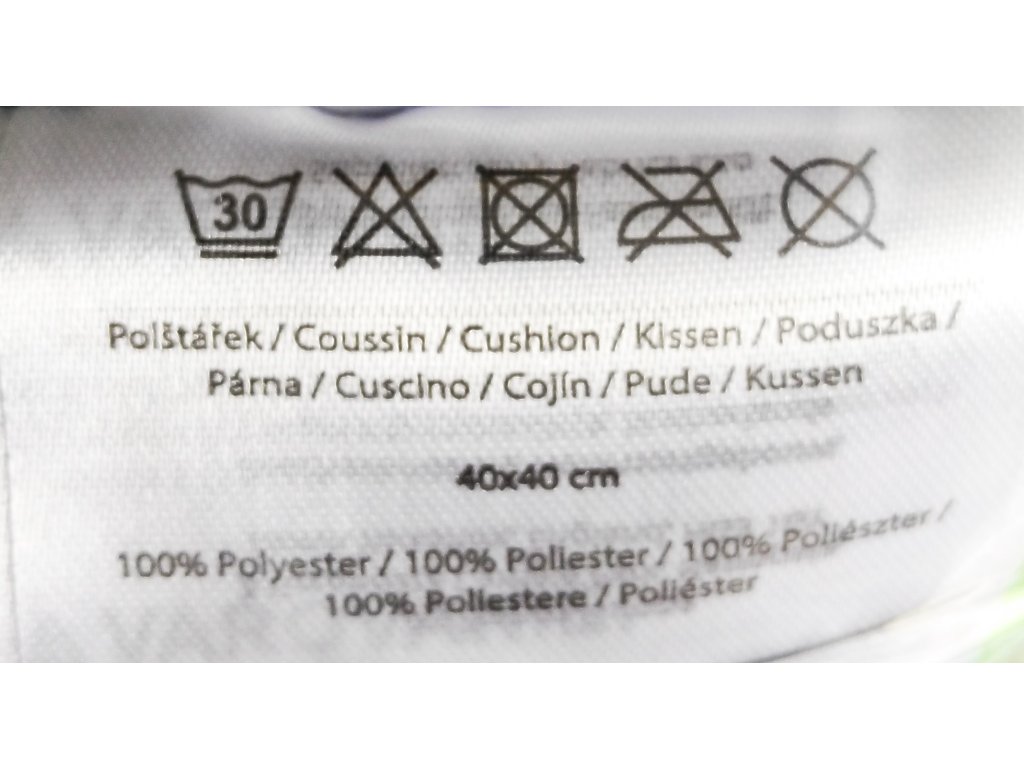 30
Polštářek / Coussin / Cushion / Kissen / Poduszka /
Párna / Cuscino / Cojín / Pude / Kussen
40x40 cm
100% Polyester / 100% Poliester / 100% Poliészter /
100% Poliestere / Poliéster